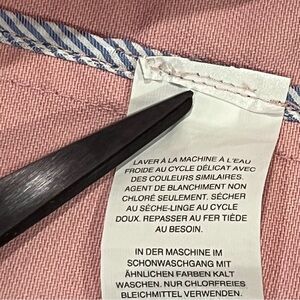 LAVER À LA MACHINE À L'EAU
FROIDE AU CYCLE DÉLICAT AVEC
DES COULEURS SIMILAIRES.
AGENT DE BLANCHIMENT NON
CHLORÉ SEULEMENT. SÉCHER
AU SÈCHE-LINGE AU CYCLE
DOUX. REPASSER AU FER TIÈDE
AU BESOIN.
IN DER MASCHINE IM
SCHONWASCHGANG MIT
ÄHNLICHEN FARBEN KALT
WASCHEN. NUR CHLORFREIES
BLEICHMITTEL VERWENDEN.